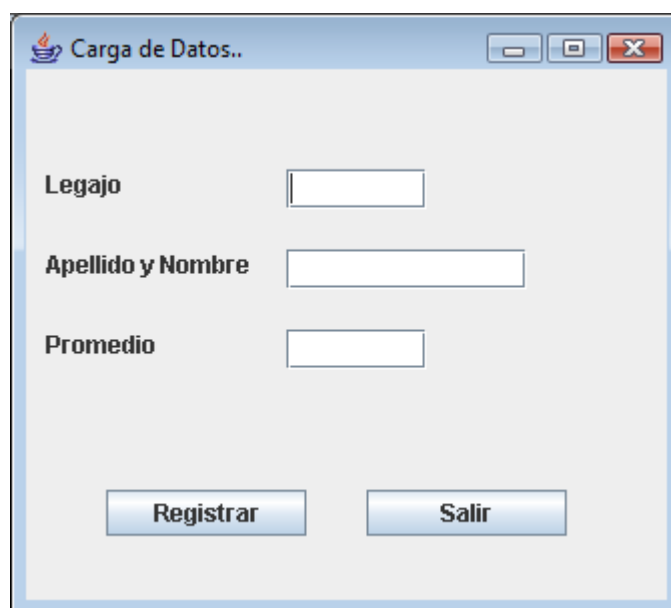 Carga de Datos..
Legajo
Apellido y Nombre
Promedio
Registrar Salir